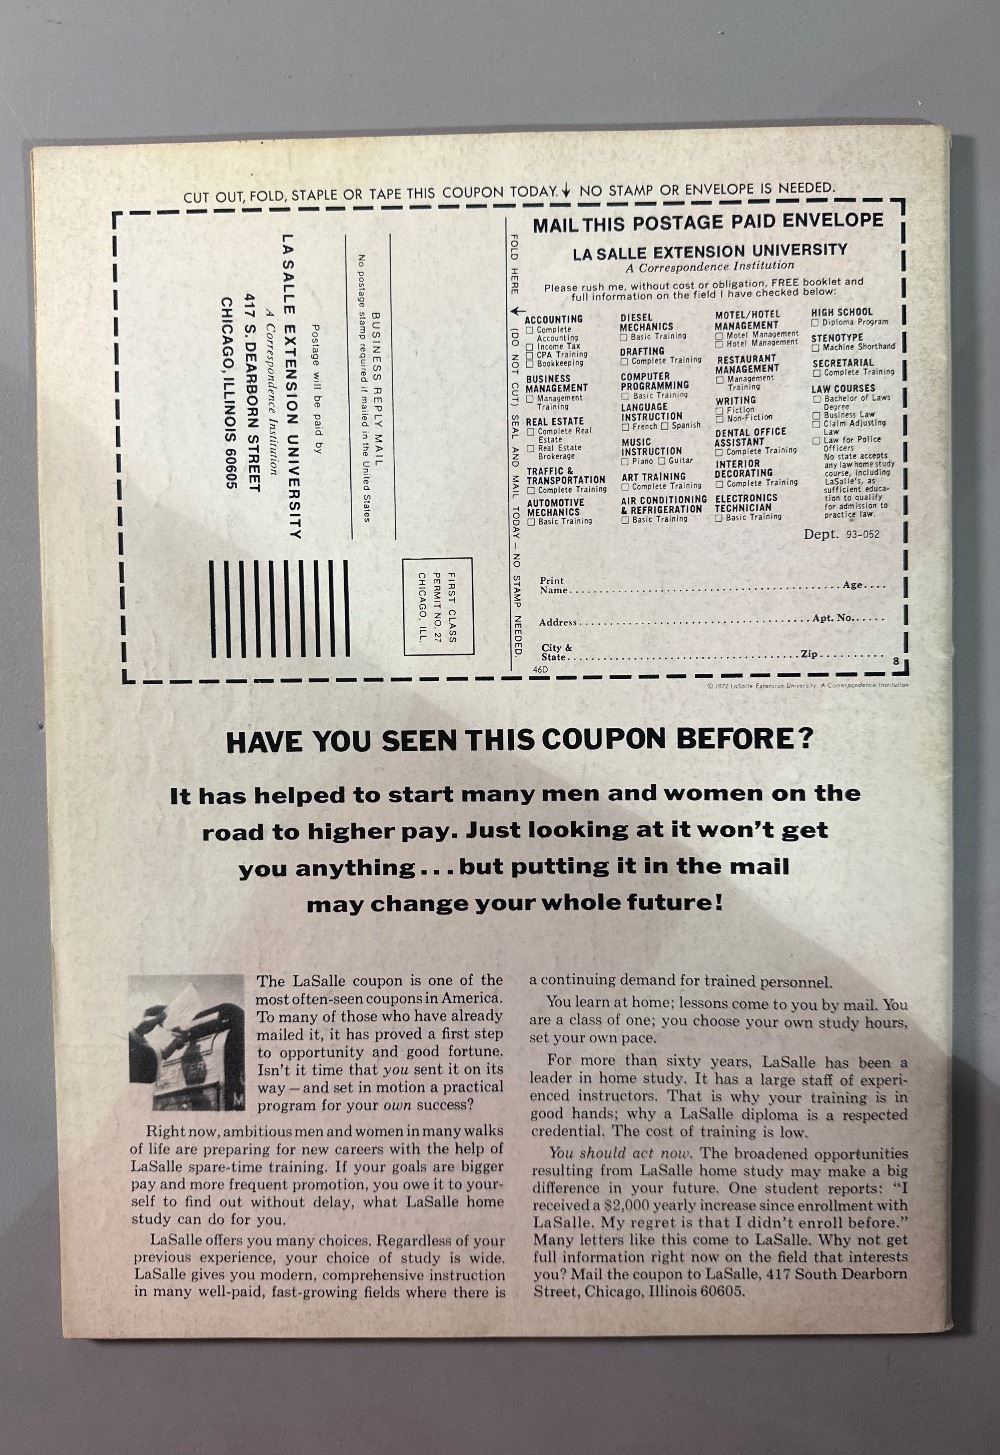 CUT OUT, FOLD, STAPLE OR TAPE THIS COUPON TODAY. ↓ NO STAMP OR ENVELOPE IS NEEDED.
BUSINESS REPLY MAIL
No postage stamp required if mailed in the United States
Postage will be paid by
LA SALLE EXTENSION UNIVERSITY
A Correspondence Institution
417 S. DEARBORN STREET
CHICAGO, ILLINOIS 60605
FIRST CLASS
PERMIT NO. 27
CHICAGO, ILL.
FOLD HERE (DO NOT CUT) SEAL AND MAIL TODAY — NO STAMP NEEDED.
MAIL THIS POSTAGE PAID ENVELOPE
LA SALLE EXTENSION UNIVERSITY
A Correspondence Institution
Please rush me, without cost or obligation, FREE booklet and
full information on the field I have checked below:
ACCOUNTING
☐ Complete
Accounting
☐ Income Tax
☐ CPA Training
☐ Bookkeeping
BUSINESS
MANAGEMENT
☐ Management
Training
REAL ESTATE
☐ Complete Real
Estate
☐ Real Estate
Brokerage
TRAFFIC &
TRANSPORTATION
☐ Complete Training
AUTOMOTIVE
MECHANICS
☐ Basic Training
DIESEL
MECHANICS
☐ Basic Training
DRAFTING
☐ Complete Training
COMPUTER
PROGRAMMING
☐ Basic Training
LANGUAGE
INSTRUCTION
☐ French ☐ Spanish
MUSIC
INSTRUCTION
☐ Piano ☐ Guitar
ART TRAINING
☐ Complete Training
AIR CONDITIONING
& REFRIGERATION
☐ Basic Training
MOTEL/HOTEL
MANAGEMENT
☐ Motel Management
☐ Hotel Management
RESTAURANT
MANAGEMENT
☐ Management
Training
WRITING
☐ Fiction
☐ Non-Fiction
DENTAL OFFICE
ASSISTANT
☐ Complete Training
INTERIOR
DECORATING
☐ Complete Training
ELECTRONICS
TECHNICIAN
☐ Basic Training
HIGH SCHOOL
☐ Diploma Program
STENOTYPE
☐ Machine Shorthand
SECRETARIAL
☐ Complete Training
LAW COURSES
☐ Bachelor of Laws
Degree
☐ Business Law
☐ Claim Adjusting
Law
☐ Law for Police
Officers
No state accepts
any law home study
course, including
LaSalle's, as
sufficient educa-
tion to qualify
for admission to
practice law.
Dept. 93-052
Print
Name.......... Age....
Address.......... Apt. No......
City &
State.......... Zip..........
46D
8
© 1972 LaSalle Extension University, A Correspondence Institution
HAVE YOU SEEN THIS COUPON BEFORE?
It has helped to start many men and women on the
road to higher pay. Just looking at it won't get
you anything...but putting it in the mail
may change your whole future!
The LaSalle coupon is one of the
most often-seen coupons in America.
To many of those who have already
mailed it, it has proved a first step
to opportunity and good fortune.
Isn't it time that you sent it on its
way – and set in motion a practical
program for your own success?
Right now, ambitious men and women in many walks
of life are preparing for new careers with the help of
LaSalle spare-time training. If your goals are bigger
pay and more frequent promotion, you owe it to your-
self to find out without delay, what LaSalle home
study can do for you.
LaSalle offers you many choices. Regardless of your
previous experience, your choice of study is wide.
LaSalle gives you modern, comprehensive instruction
in many well-paid, fast-growing fields where there is
a continuing demand for trained personnel.
You learn at home; lessons come to you by mail. You
are a class of one; you choose your own study hours,
set your own pace.
For more than sixty years, LaSalle has been a
leader in home study. It has a large staff of experi-
enced instructors. That is why your training is in
good hands; why a LaSalle diploma is a respected
credential. The cost of training is low.
You should act now. The broadened opportunities
resulting from LaSalle home study may make a big
difference in your future. One student reports: "I
received a $2,000 yearly increase since enrollment with
LaSalle. My regret is that I didn't enroll before."
Many letters like this come to LaSalle. Why not get
full information right now on the field that interests
you? Mail the coupon to LaSalle, 417 South Dearborn
Street, Chicago, Illinois 60605.